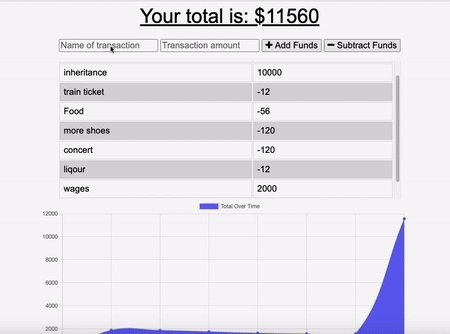 Your total is: $11560
Name of transaction Transaction amount + Add Funds − Subtract Funds
inheritance 10000
train ticket -12
Food -56
more shoes -120
concert -120
liqour -12
wages 2000
Total Over Time
12000
10000
8000
6000
4000
2000